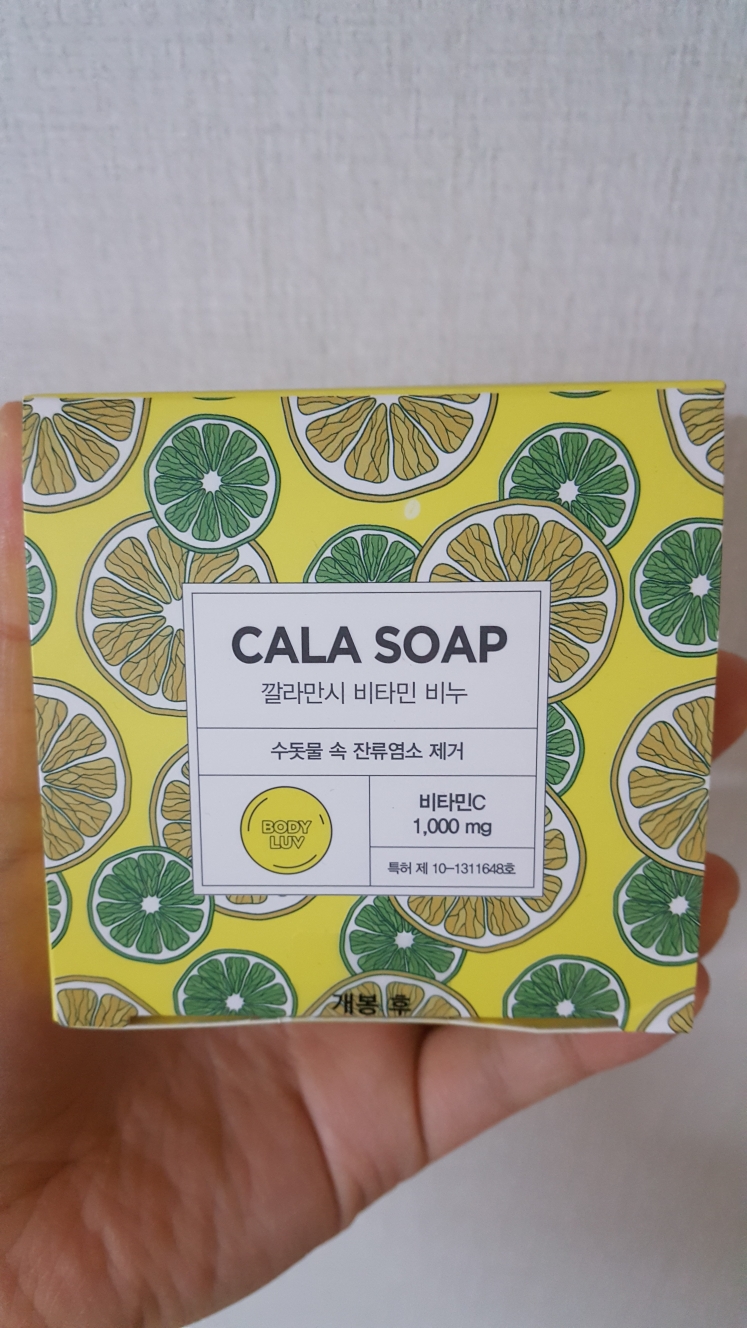 CALA SOAP
깔라만시 비타민 비누
수돗물 속 잔류염소 제거
BODY
LUV
비타민C
1,000 mg
특허 제 10-1311648호
개봉 후